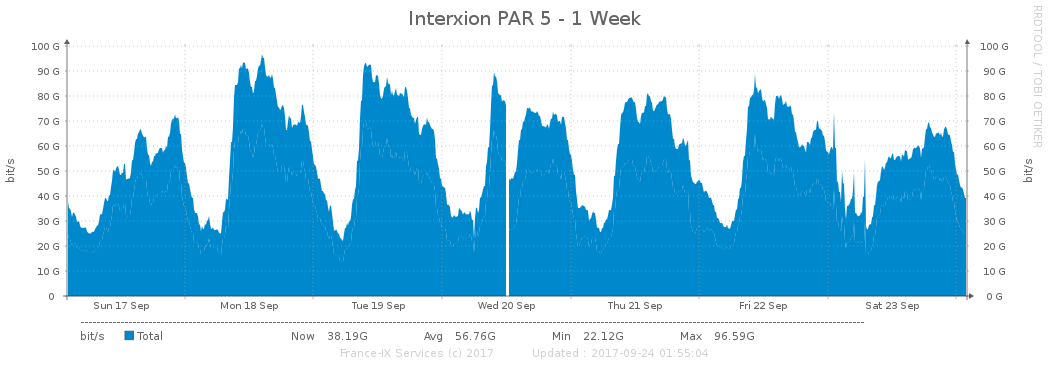 Interxion PAR 5 - 1 Week
RRDTOOL / TOBI OETIKER
100 G 100 G
90 G 90 G
80 G 80 G
70 G 70 G
60 G 60 G
50 G 50 G
40 G 40 G
30 G 30 G
20 G 20 G
10 G 10 G
0 0 G
bit/s
bit/s
Sun 17 Sep Mon 18 Sep Tue 19 Sep Wed 20 Sep Thu 21 Sep Fri 22 Sep Sat 23 Sep
bit/s Total Now 38.19G Avg 56.76G Min 22.12G Max 96.59G
France-IX Services (c) 2017 Updated : 2017-09-24 01:55:04